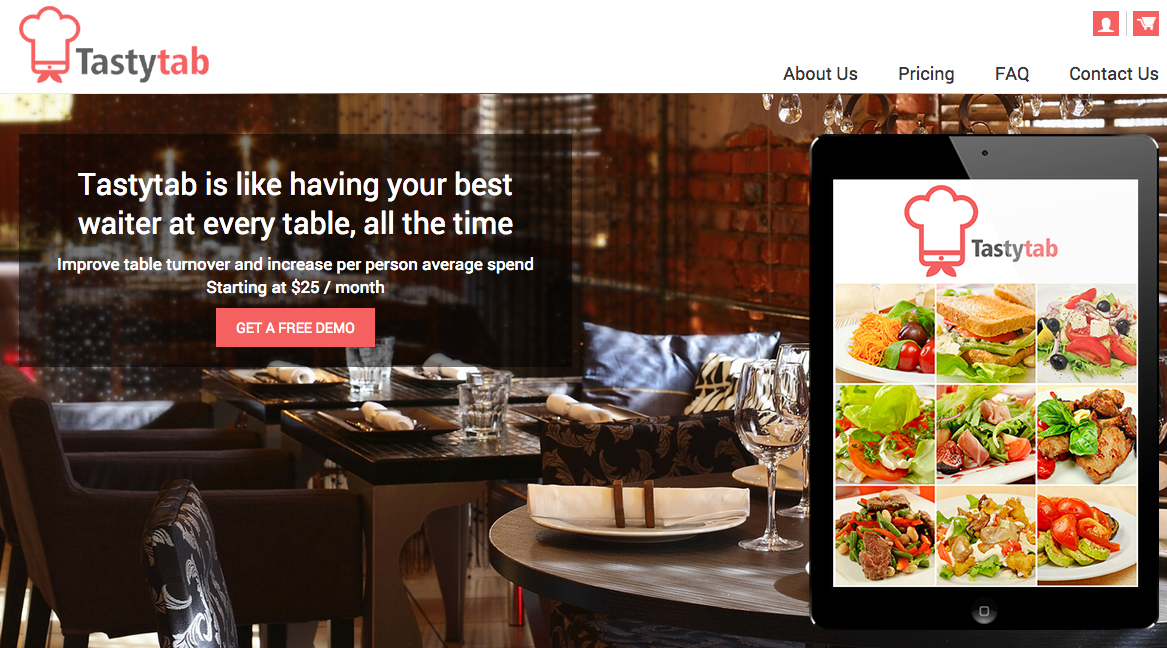 Tastytab
About Us
Pricing
FAQ
Contact Us
Tastytab is like having your best
waiter at every table, all the time
Improve table turnover and increase per person average spend
Starting at $25 / month
GET A FREE DEMO
Tastytab